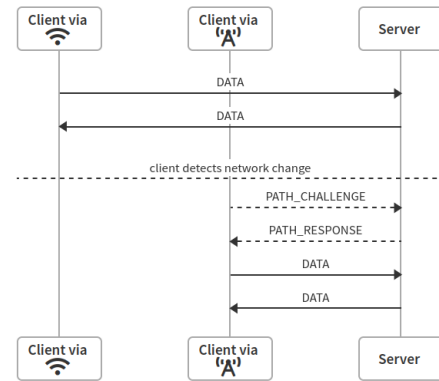 Client via
Client via
Server
DATA
DATA
client detects network change
PATH_CHALLENGE
PATH_RESPONSE
DATA
DATA
Client via
Client via
Server